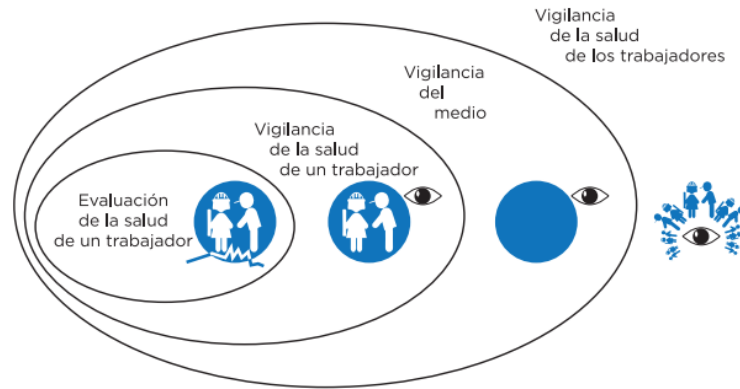 Vigilancia
de la salud
de los trabajadores
Vigilancia
del
medio
Vigilancia
de la salud
de un trabajador
Evaluación
de la salud
de un trabajador